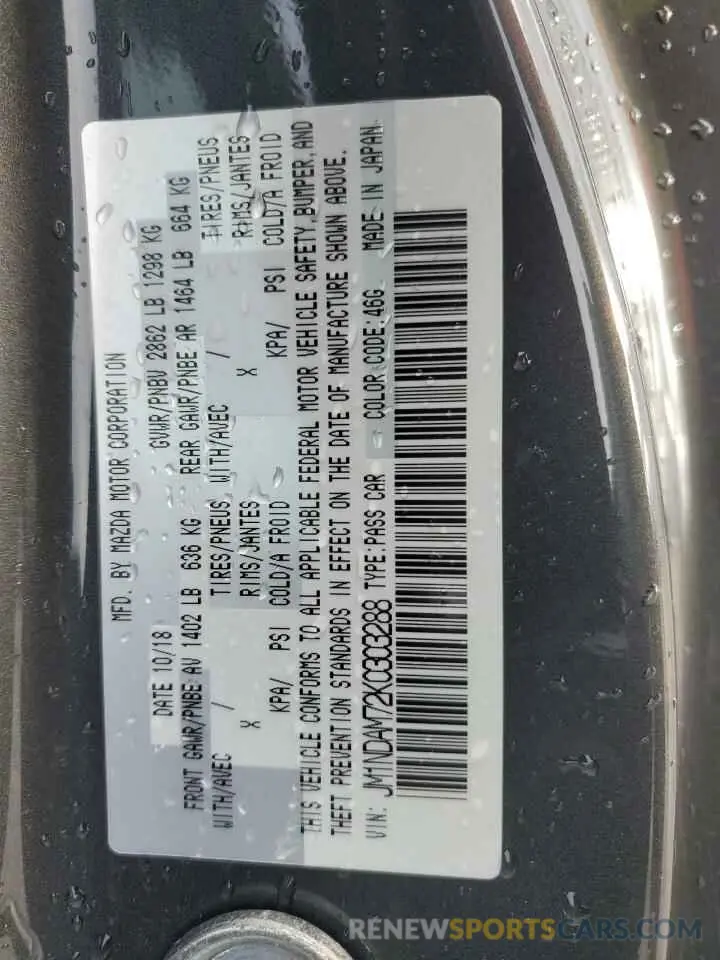 MFD. BY MAZDA MOTOR CORPORATION
DATE 10/18 GVWR/PNBV 2862 LB 1298 KG
FRONT GAWR/PNBE AV 1402 LB 636 KG REAR GAWR/PNBE AR 1464 LB 664 KG
WITH/AVEC TIRES/PNEUS WITH/AVEC TIRES/PNEUS
X / RIMS/JANTES X / RIMS/JANTES
KPA/ PSI COLD/A FROID KPA/ PSI COLD/A FROID
THIS VEHICLE CONFORMS TO ALL APPLICABLE FEDERAL MOTOR VEHICLE SAFETY, BUMPER, AND
THEFT PREVENTION STANDARDS IN EFFECT ON THE DATE OF MANUFACTURE SHOWN ABOVE.
VIN: JM1NDAM72K0303288 TYPE:PASS CAR COLOR CODE:46G MADE IN JAPAN
RENEWSPORTSCARS.COM